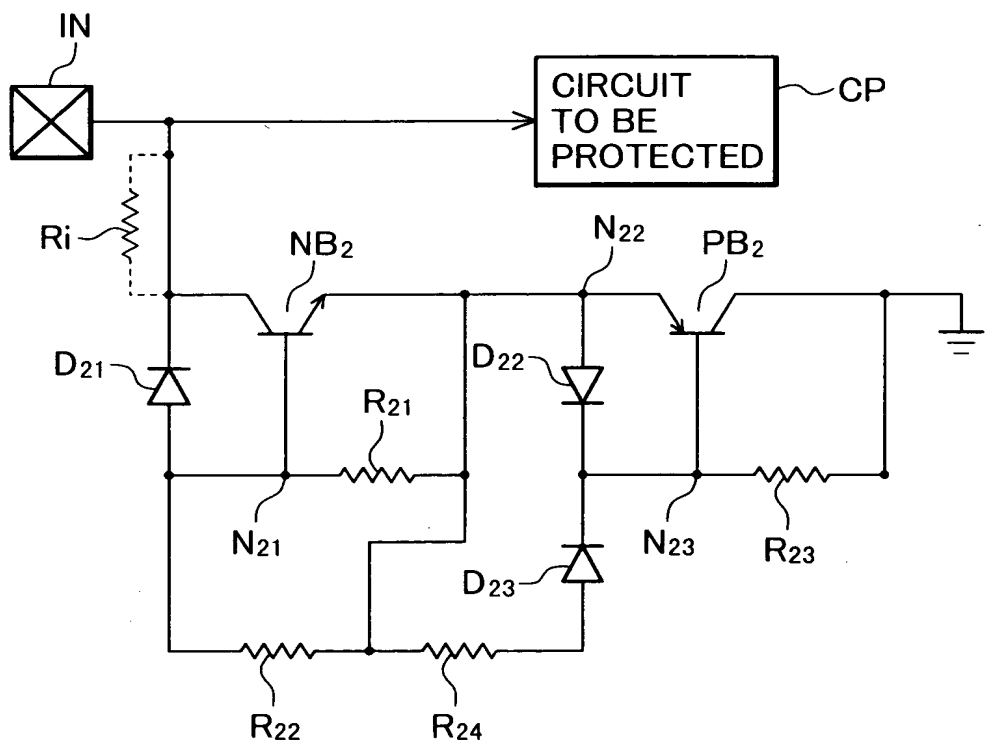 IN
CIRCUIT
TO BE
PROTECTED
CP
Ri
NB2
N22
PB2
D21
D22
R21
N21
N23
R23
D23
R22
R24